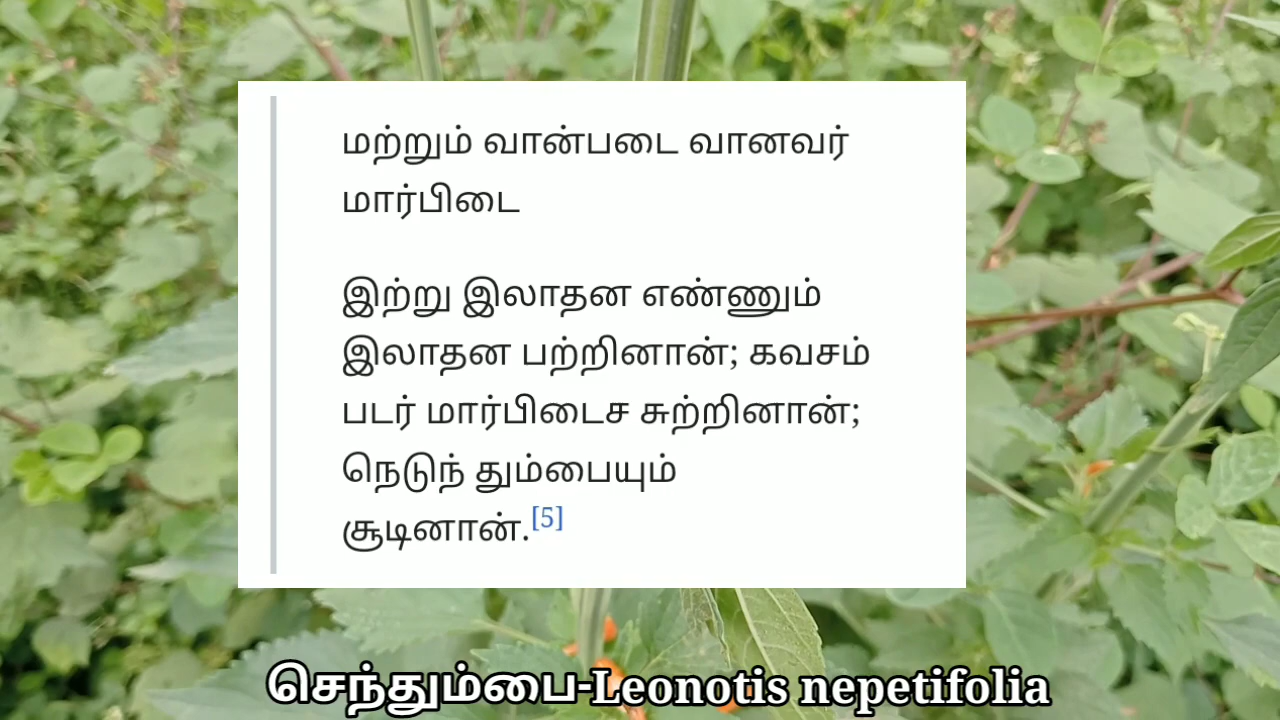 மற்றும் வான்படை வானவர்
மார்பிடை
இற்று இலாதன எண்ணும்
இலாதன பற்றினான்; கவசம்
படர் மார்பிடைச சுற்றினான்;
நெடுந் தும்பையும்
சூடினான்.[5]
செந்தும்பை-Leonotis nepetifolia